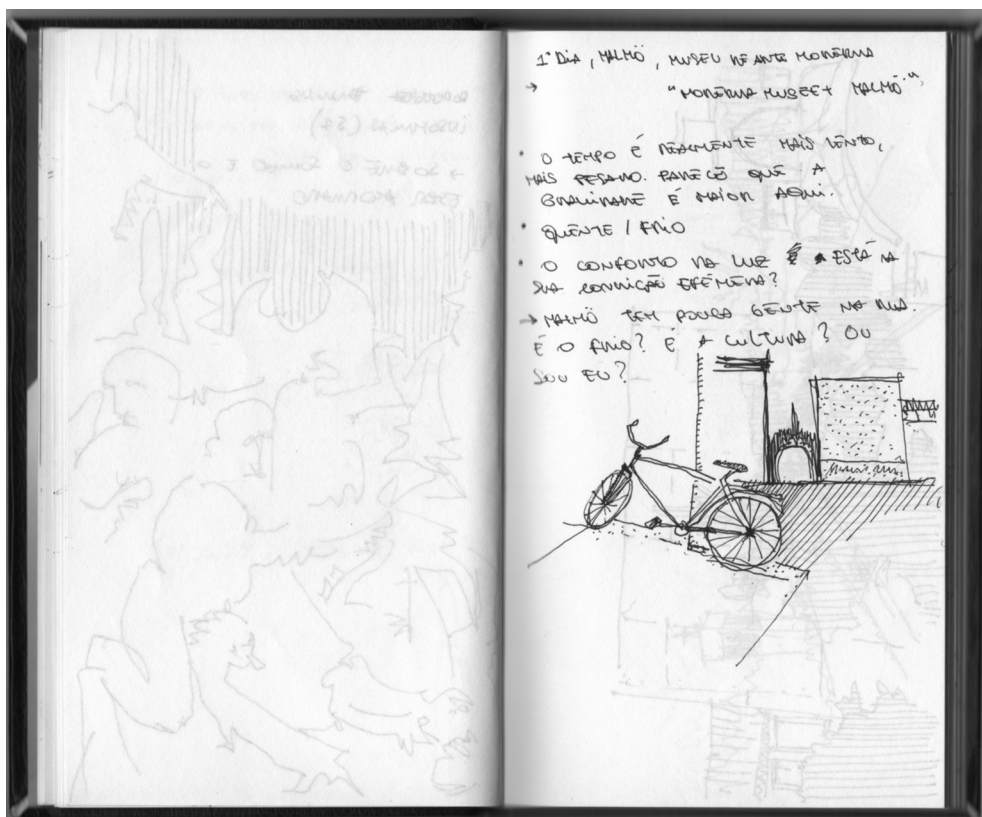 1º DIA, MALMÖ, MUSEU DE ARTE MODERNA
→ "MODERNA MUSEET MALMÖ",
• O TEMPO É REALMENTE MAIS LENTO,
MAIS PESADO. PARECE QUE A
GRAVIDADE É MAIOR AQUI.
• QUENTE / FRIO
• O CONFORTO DA LUZ ESTÁ NA
SUA CONDIÇÃO EFÉMERA?
→ MALMÖ TEM POUCA GENTE NA RUA.
É O FRIO? É A CULTURA? OU
SOU EU?